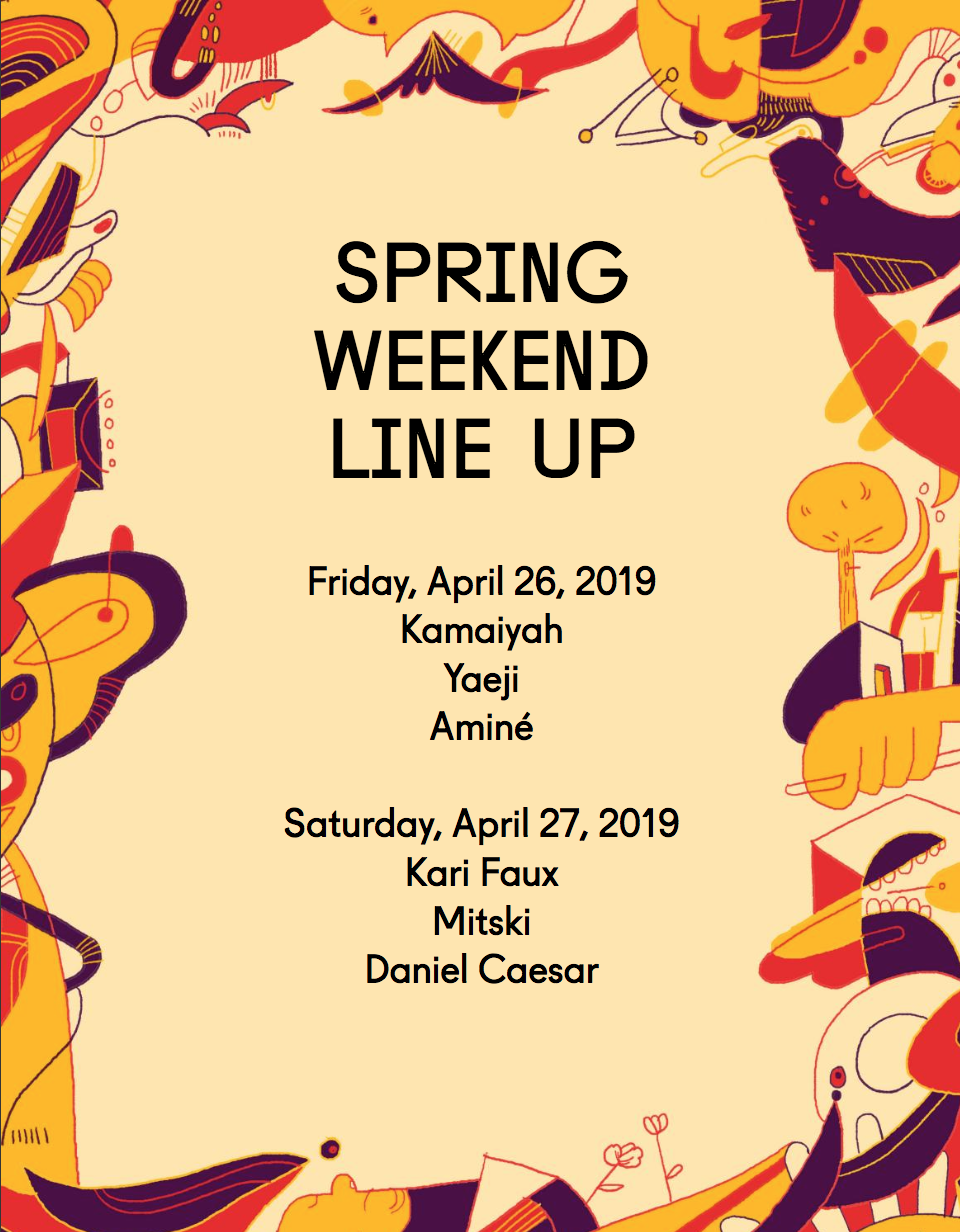 SPRING
WEEKEND
LINE UP
Friday, April 26, 2019
Kamaiyah
Yaeji
Aminé
Saturday, April 27, 2019
Kari Faux
Mitski
Daniel Caesar